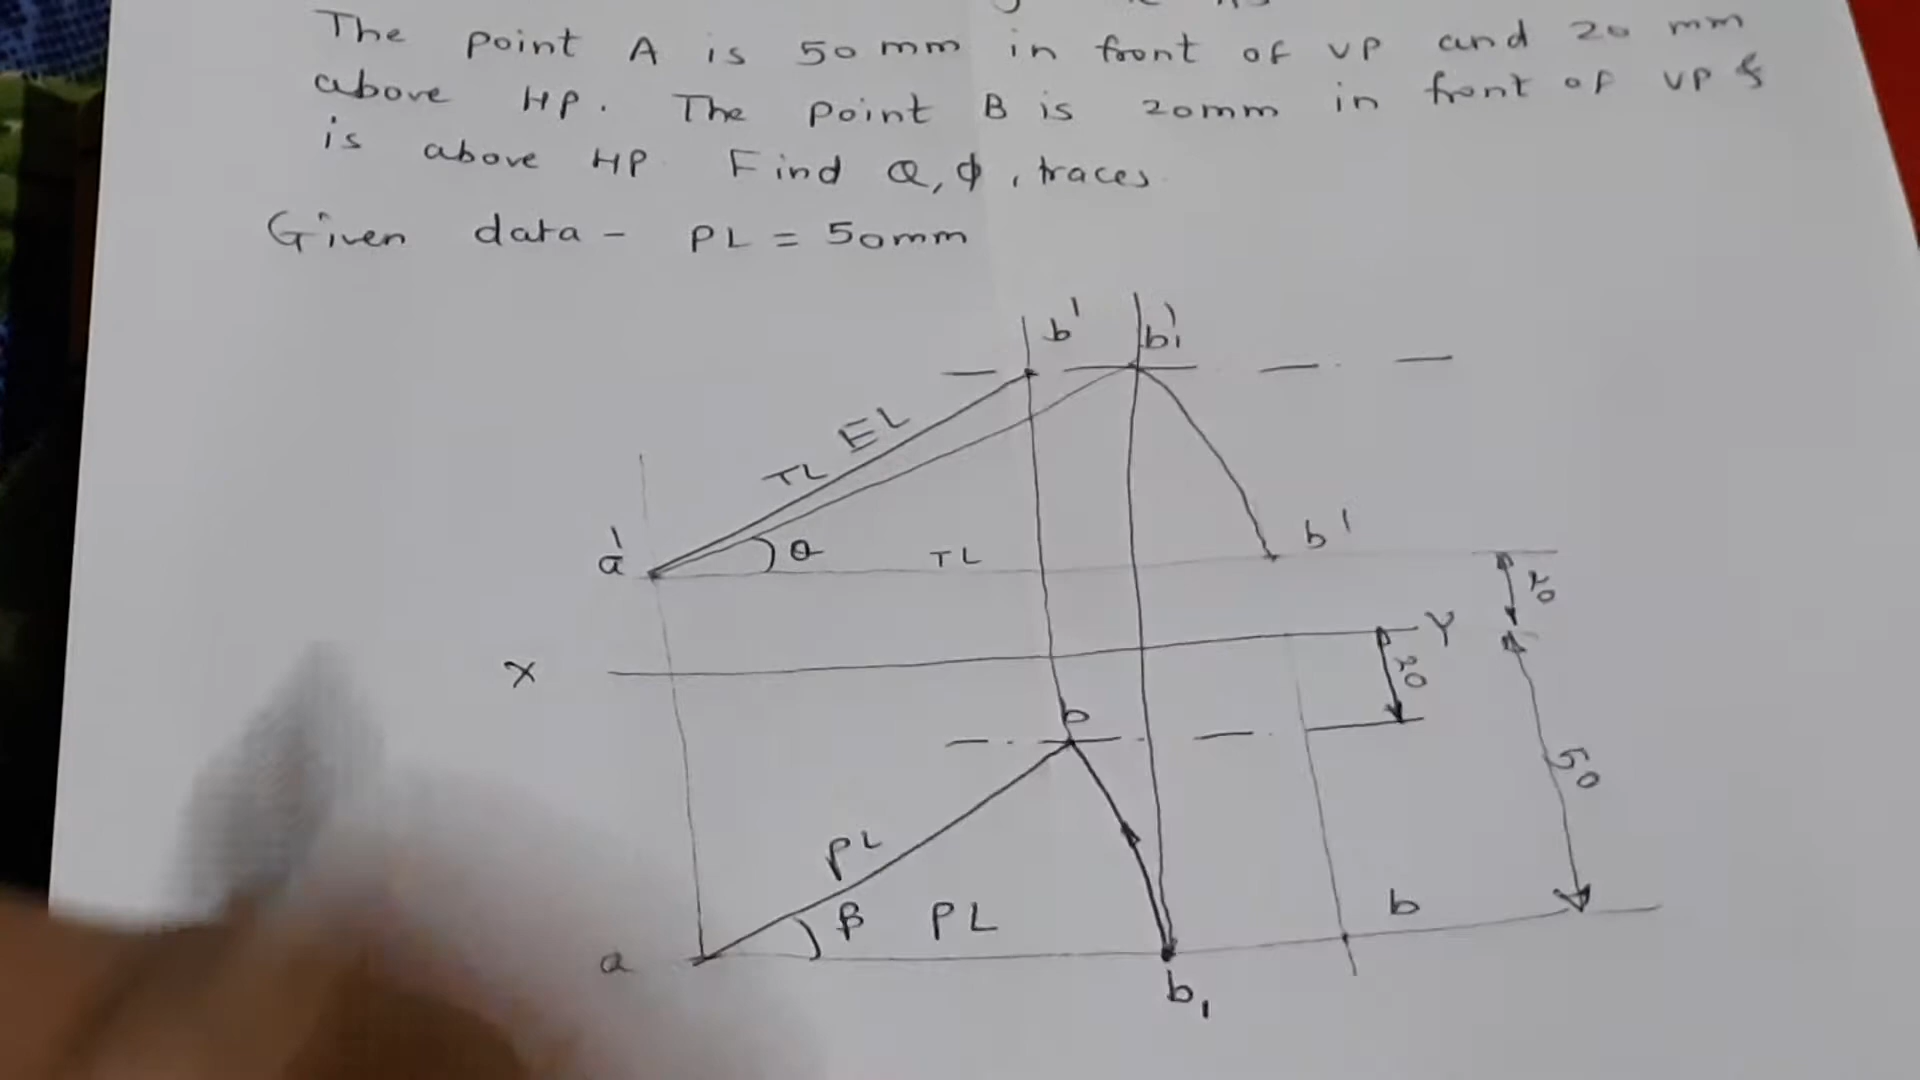 The point A is 50 mm in front of VP and 20 mm
above HP. The point B is 20mm in front of VP &
is above HP Find θ, ϕ, traces.
Given data - PL = 50mm
b' b₁'
EL
TL
a' θ TL b'
20
X Y
20
b
50
PL
β PL b
a
b₁